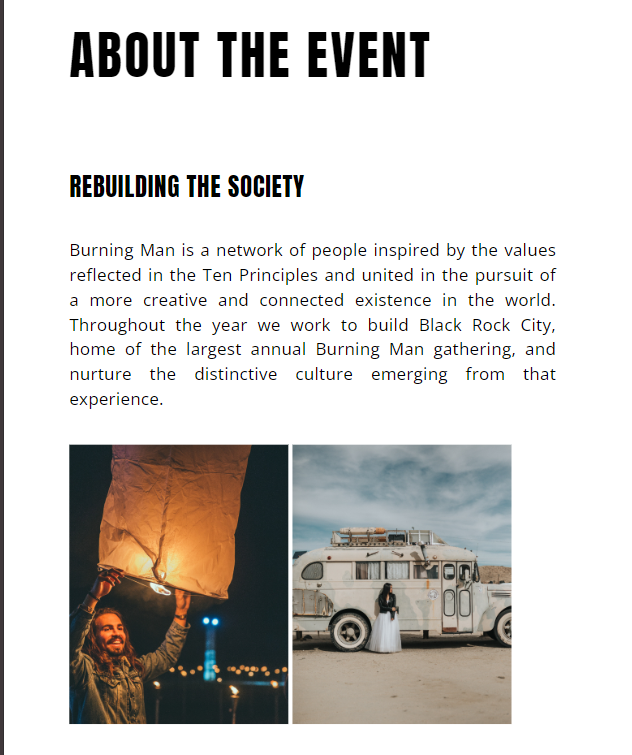 ABOUT THE EVENT
REBUILDING THE SOCIETY
Burning Man is a network of people inspired by the values
reflected in the Ten Principles and united in the pursuit of
a more creative and connected existence in the world.
Throughout the year we work to build Black Rock City,
home of the largest annual Burning Man gathering, and
nurture the distinctive culture emerging from that
experience.